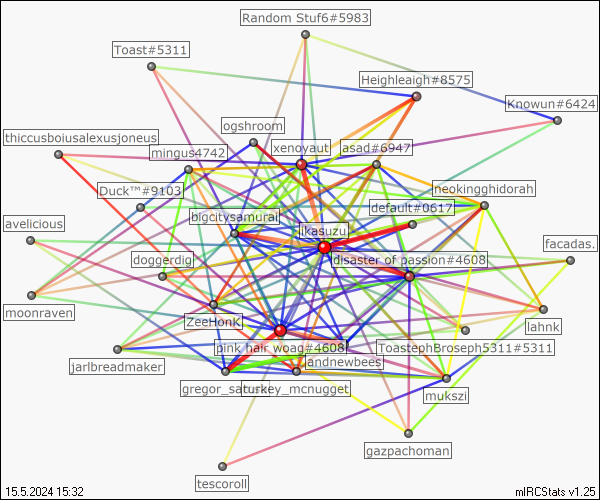 Random Stuf6#5983
Toast#5311
Heighleaigh#8575
Knowun#6424
ogshroom
thiccusboiusalexusjoneus
mingus4742
xenoyaut
asad#6947
Duck™#9103
neokingghidorah
bigcitysamurai
default#0617
avelicious
ikasuzu
facadas.
doggerdigi
disaster of passion#4608
moonraven
ZeeHonK
lahnk
pink hair woag#4608
ToastephBroseph5311#5311
jarlbreadmaker
andnewbees
turkey_mcnugget
mukszi
gazpachoman
tescoroll
15.5.2024 15:32
mIRCStats v1.25